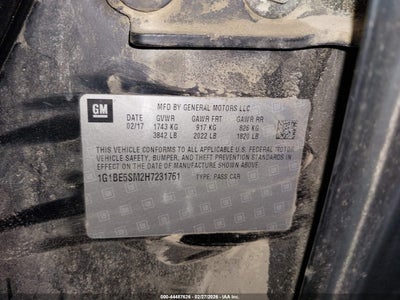 GM
MFD BY GENERAL MOTORS LLC
DATE GVWR GAWR FRT GAWR RR
02/17 1743 KG 917 KG 826 KG
3842 LB 2022 LB 1820 LB
THIS VEHICLE CONFORMS TO ALL APPLICABLE U.S. FEDERAL MOTOR
VEHICLE SAFETY, BUMPER, AND THEFT PREVENTION STANDARDS
IN EFFECT ON THE DATE OF MANUFACTURE SHOWN ABOVE.
1G1BE5SM2H7231761 TYPE: PASS CAR
000-44487636 - 02/27/2026 - IAA Inc.